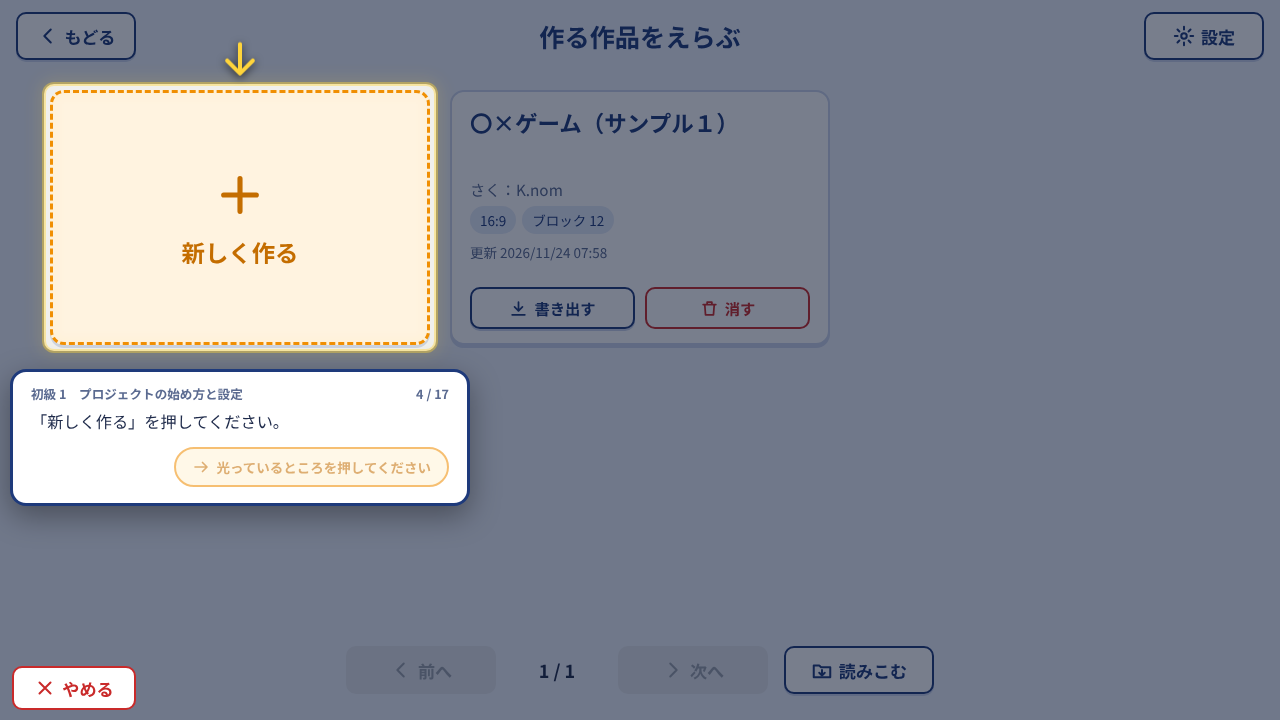 もどる
作る作品をえらぶ
設定
新しく作る
〇×ゲーム（サンプル１）
さく：K.nom
16:9
ブロック 12
更新 2026/11/24 07:58
書き出す
消す
初級 1　プロジェクトの始め方と設定
4 / 17
「新しく作る」を押してください。
光っているところを押してください
前へ
1 / 1
次へ
読みこむ
やめる